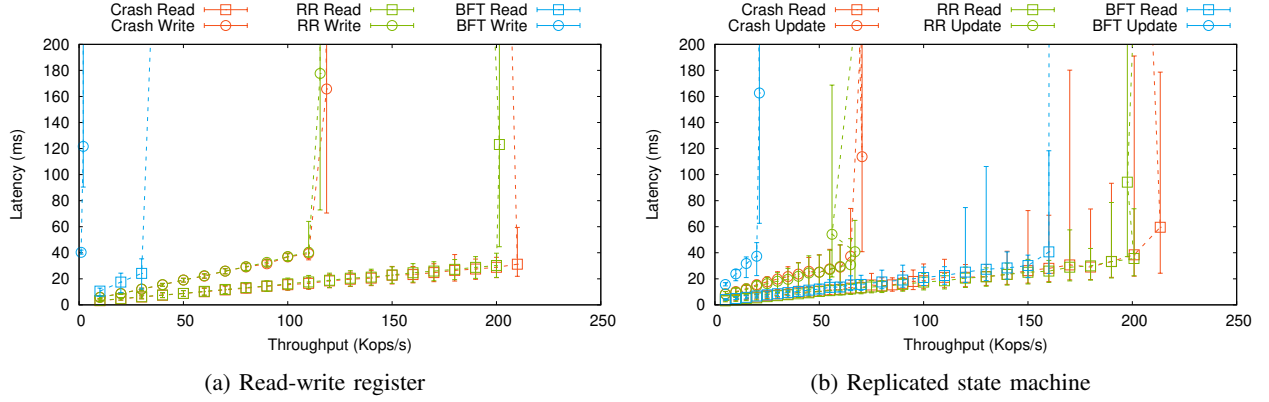 Crash Read RR Read BFT Read
Crash Write RR Write BFT Write
200
180
160
140
120
100
80
60
40
20
0
Latency (ms)
0 50 100 150 200 250
Throughput (Kops/s)
(a) Read-write register
Crash Read RR Read BFT Read
Crash Update RR Update BFT Update
200
180
160
140
120
100
80
60
40
20
0
Latency (ms)
0 50 100 150 200 250
Throughput (Kops/s)
(b) Replicated state machine